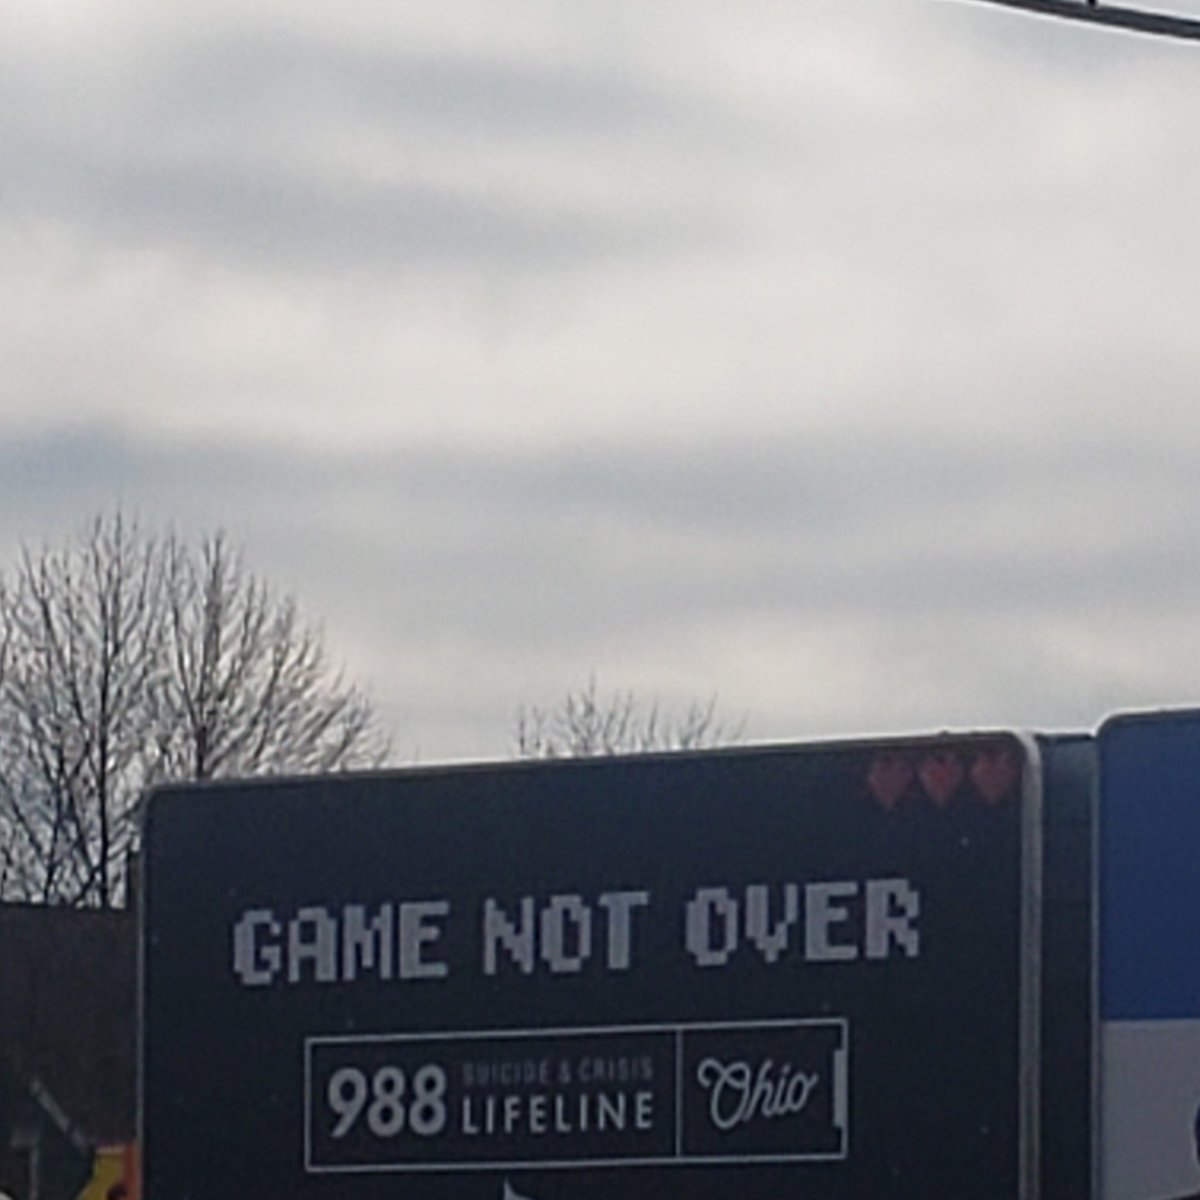 GAME NOT OVER
988 SUICIDE & CRISIS
LIFELINE
Ohio